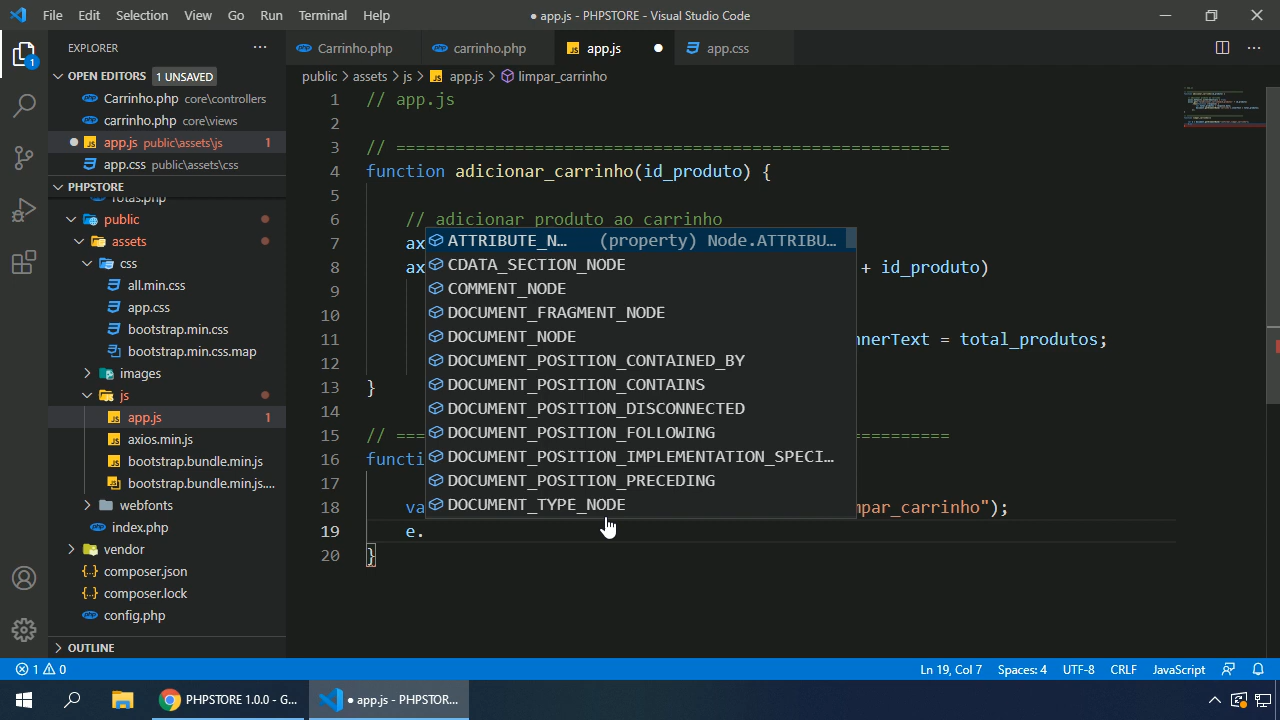 File Edit Selection View Go Run Terminal Help
● app.js - PHPSTORE - Visual Studio Code
EXPLORER
OPEN EDITORS 1 UNSAVED
Carrinho.php core\controllers
carrinho.php core\views
app.js public\assets\js 1
app.css public\assets\css
PHPSTORE
rotas.php
public
assets
css
all.min.css
app.css
bootstrap.min.css
bootstrap.min.css.map
images
js
app.js 1
axios.min.js
bootstrap.bundle.min.js
bootstrap.bundle.min.js....
webfonts
index.php
vendor
composer.json
composer.lock
config.php
OUTLINE
Carrinho.php carrinho.php app.js app.css
public > assets > js > app.js > limpar_carrinho
1 // app.js
2
3 // ========================================================
4 function adicionar_carrinho(id_produto) {
5
6 // adicionar produto ao carrinho
7 ax
8 ax + id_produto)
9
10
11 nerText = total_produtos;
12
13 }
14
15 // === ==========
16 functi
17
18 va par_carrinho");
19 e.
20 }
ATTRIBUTE_N... (property) Node.ATTRIBU...
CDATA_SECTION_NODE
COMMENT_NODE
DOCUMENT_FRAGMENT_NODE
DOCUMENT_NODE
DOCUMENT_POSITION_CONTAINED_BY
DOCUMENT_POSITION_CONTAINS
DOCUMENT_POSITION_DISCONNECTED
DOCUMENT_POSITION_FOLLOWING
DOCUMENT_POSITION_IMPLEMENTATION_SPECI...
DOCUMENT_POSITION_PRECEDING
DOCUMENT_TYPE_NODE
1 0
Ln 19, Col 7 Spaces: 4 UTF-8 CRLF JavaScript
PHPSTORE 1.0.0 - G...
● app.js - PHPSTOR...